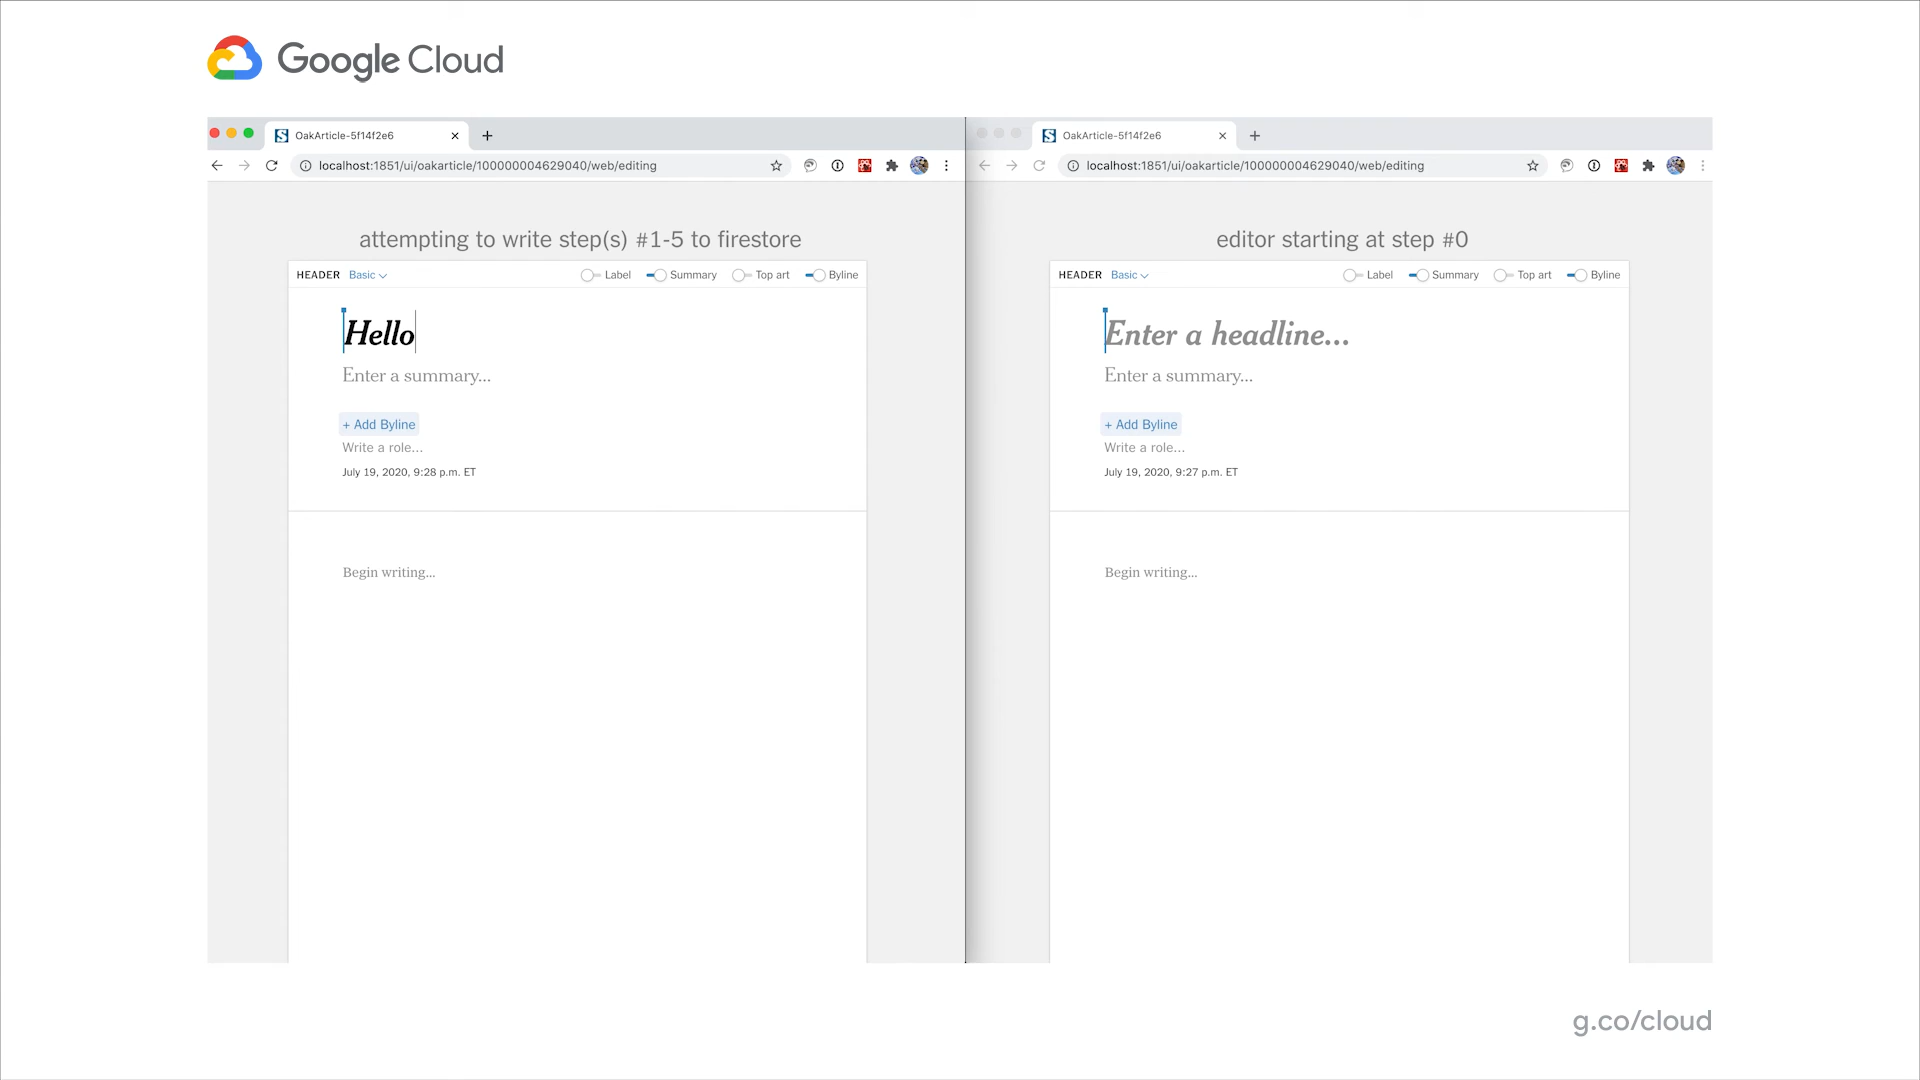 Google Cloud
OakArticle-5f14f2e6
localhost:1851/ui/oakarticle/100000004629040/web/editing
attempting to write step(s) #1-5 to firestore
HEADER Basic Label Summary Top art Byline
Hello
Enter a summary...
+ Add Byline
Write a role...
July 19, 2020, 9:28 p.m. ET
Begin writing...
OakArticle-5f14f2e6
localhost:1851/ui/oakarticle/100000004629040/web/editing
editor starting at step #0
HEADER Basic Label Summary Top art Byline
Enter a headline...
Enter a summary...
+ Add Byline
Write a role...
July 19, 2020, 9:27 p.m. ET
Begin writing...
g.co/cloud